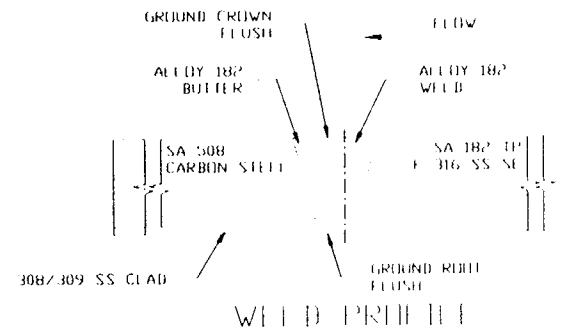 GROUND CROWN
FLUSH
FLOW
ALLOY 182
BUTTER
ALLOY 182
WELD
SA 508
CARBON STEEL
SA 182 TP
F 316 SS SE
308/309 SS CLAD
GROUND ROOT
FLUSH
WELD PROFILE